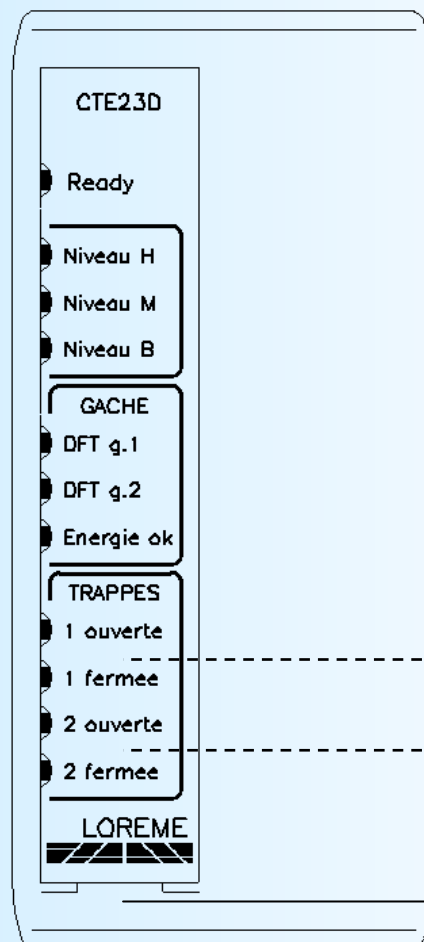 CTE23D
Ready
Niveau H
Niveau M
Niveau B
GACHE
DFT g.1
DFT g.2
Energie ok
TRAPPES
1 ouverte
1 fermee
2 ouverte
2 fermee
LOREME